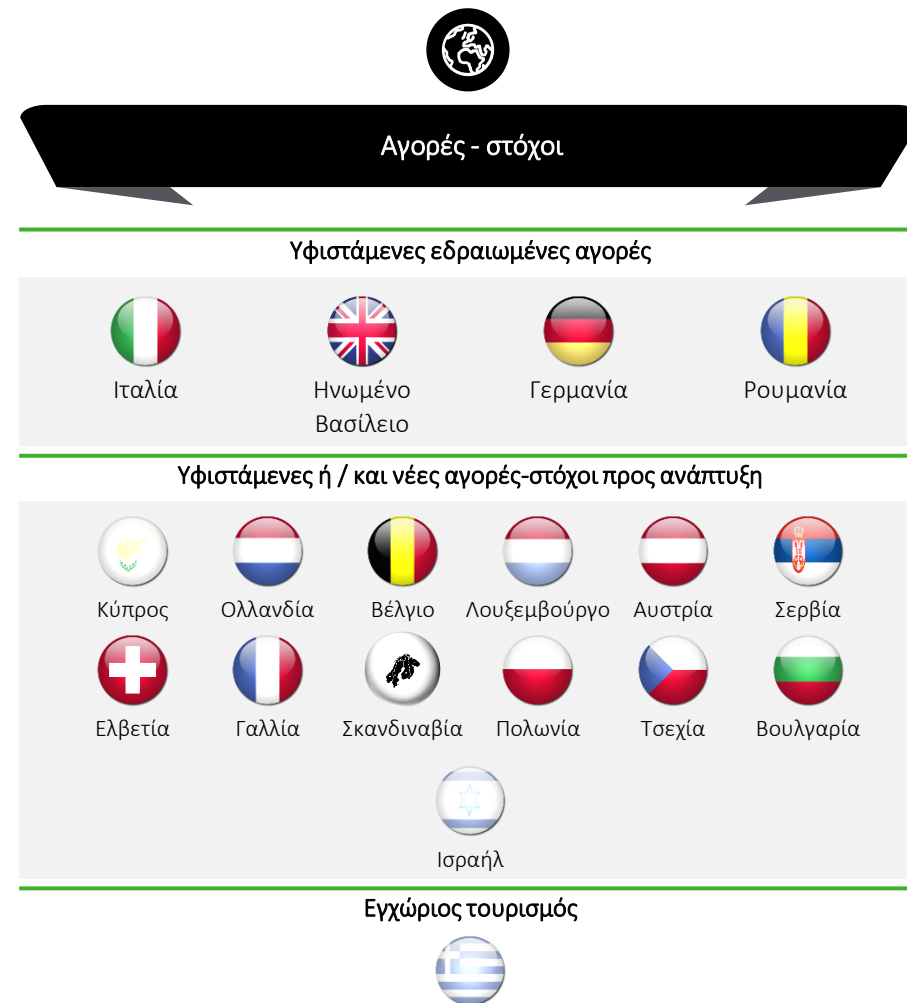 Αγορές - στόχοι
Υφιστάμενες εδραιωμένες αγορές
Ιταλία
Ηνωμένο
Βασίλειο
Γερμανία
Ρουμανία
Υφιστάμενες ή / και νέες αγορές-στόχοι προς ανάπτυξη
Κύπρος
Ολλανδία
Βέλγιο
Λουξεμβούργο
Αυστρία
Σερβία
Ελβετία
Γαλλία
Σκανδιναβία
Πολωνία
Τσεχία
Βουλγαρία
Ισραήλ
Εγχώριος τουρισμός